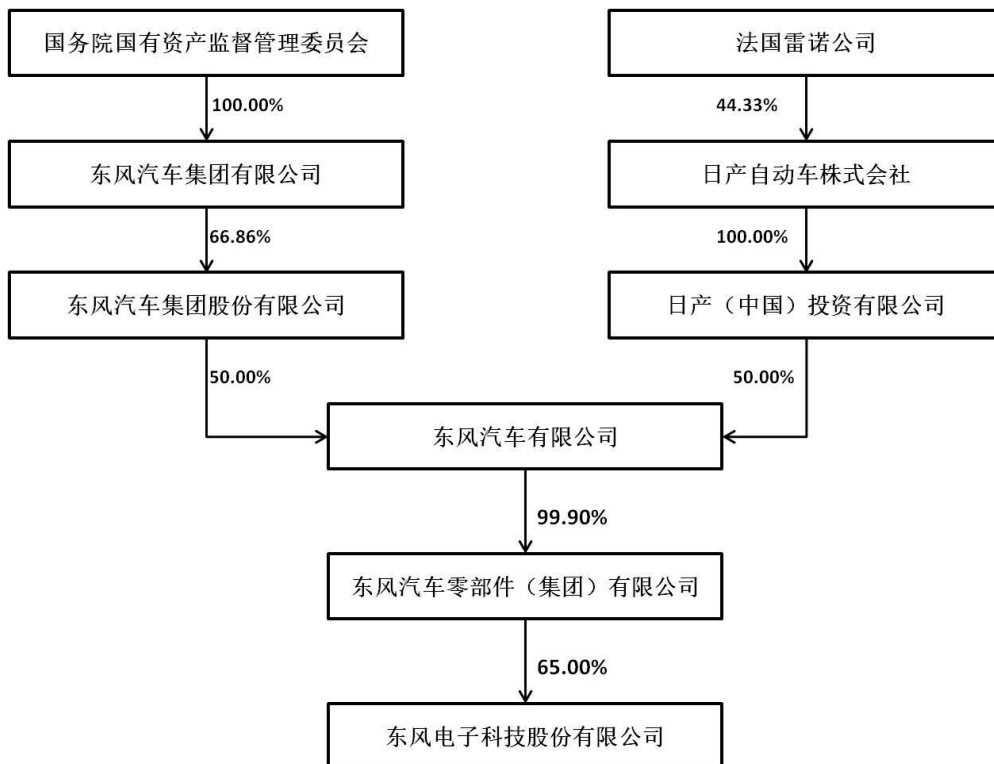 国务院国有资产监督管理委员会
法国雷诺公司
100.00%
44.33%
东风汽车集团有限公司
日产自动车株式会社
66.86%
100.00%
东风汽车集团股份有限公司
日产（中国）投资有限公司
50.00%
50.00%
东风汽车有限公司
99.90%
东风汽车零部件（集团）有限公司
65.00%
东风电子科技股份有限公司